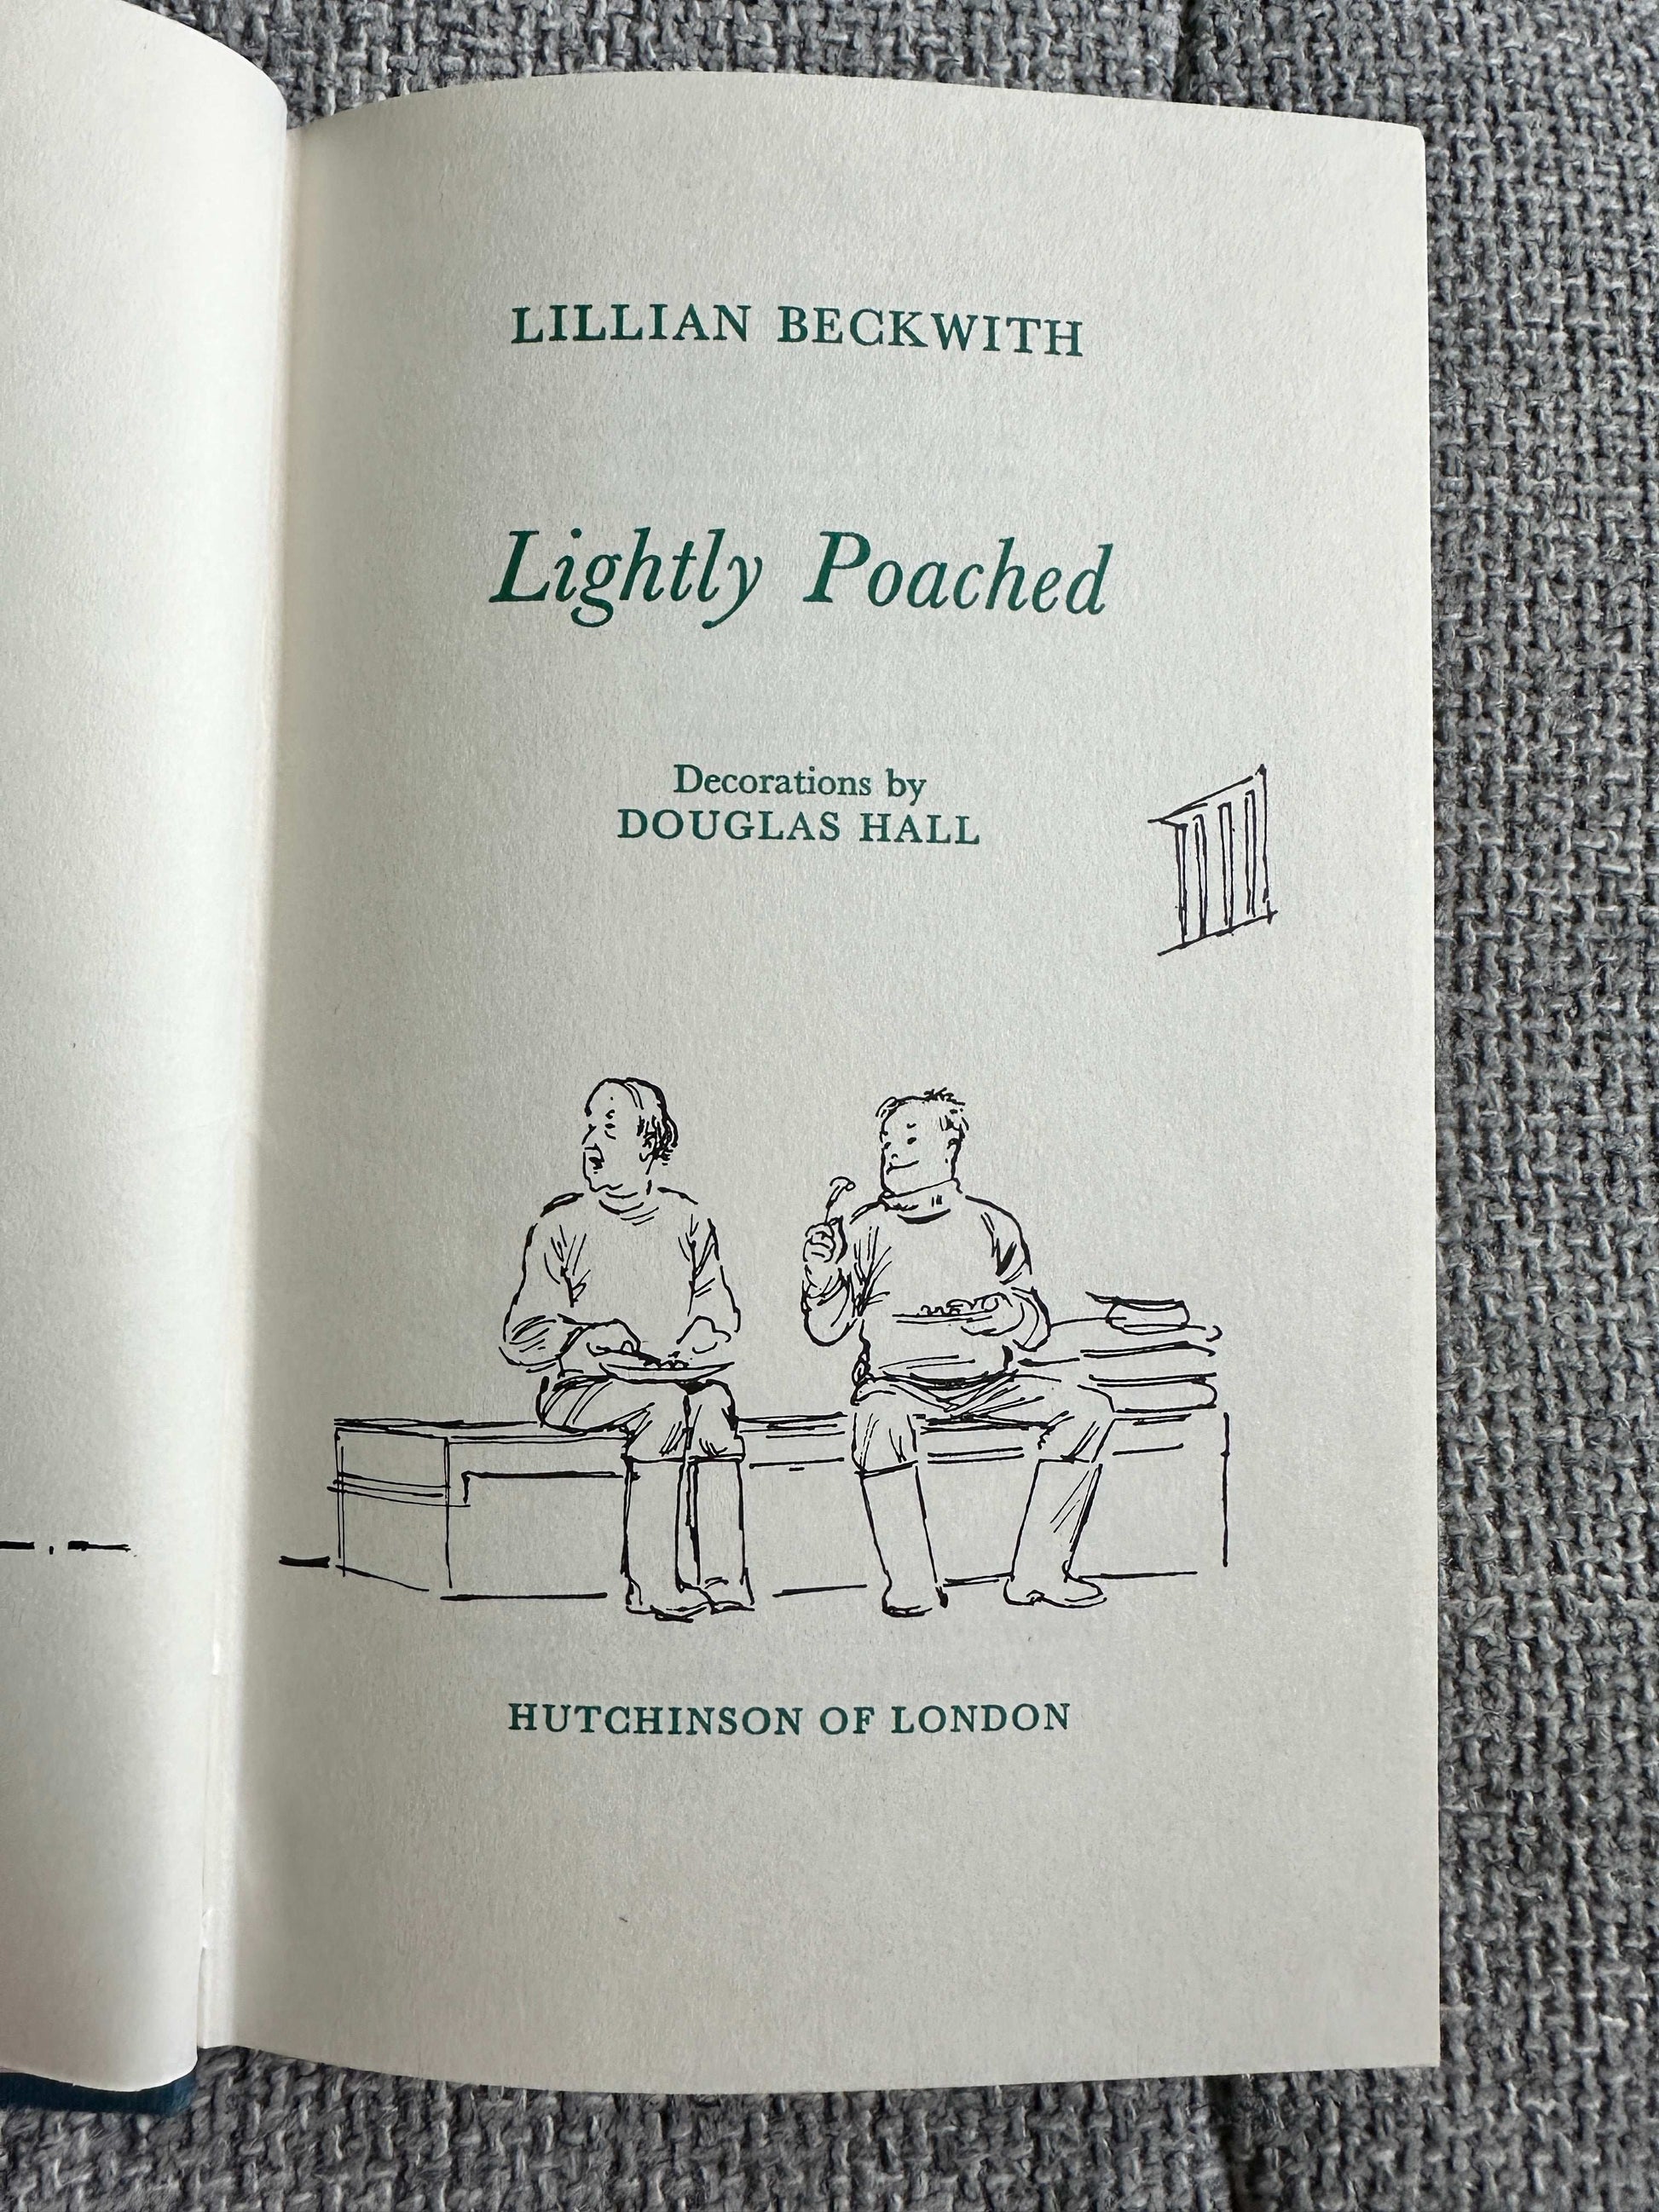 LILLIAN BECKWITH
Lightly Poached
Decorations by
DOUGLAS HALL
HUTCHINSON OF LONDON